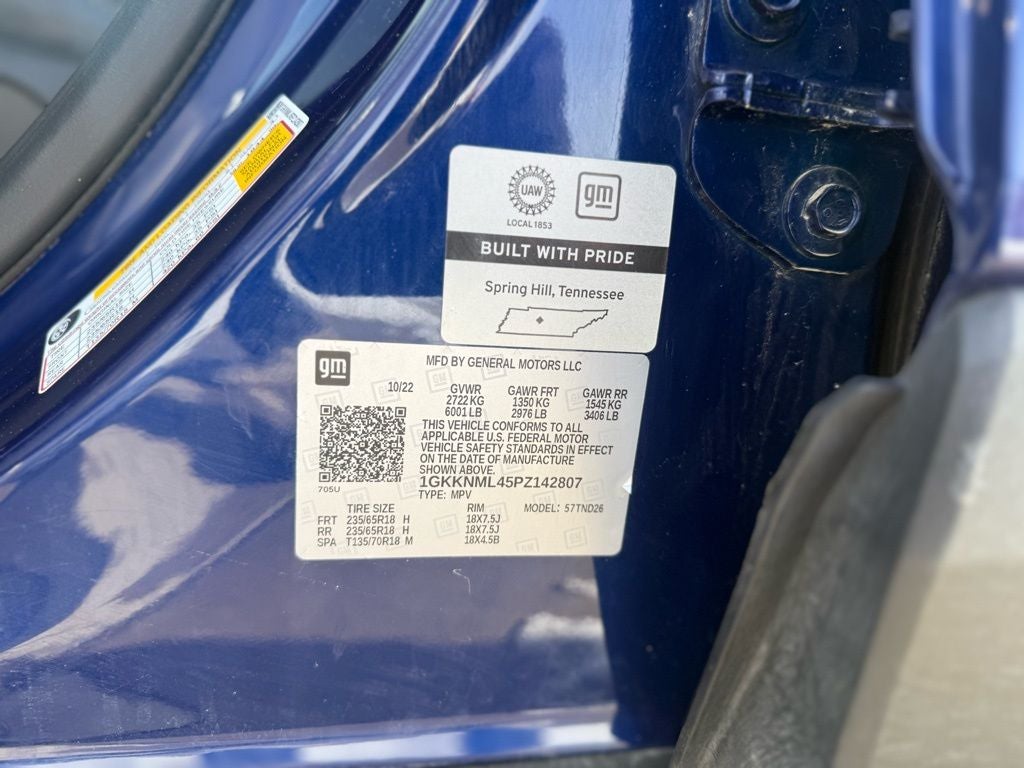 UAW
gm
LOCAL 1853
BUILT WITH PRIDE
Spring Hill, Tennessee
gm
MFD BY GENERAL MOTORS LLC
10/22 GVWR GAWR FRT GAWR RR
2722 KG 1350 KG 1545 KG
6001 LB 2976 LB 3406 LB
THIS VEHICLE CONFORMS TO ALL
APPLICABLE U.S. FEDERAL MOTOR
VEHICLE SAFETY STANDARDS IN EFFECT
ON THE DATE OF MANUFACTURE
SHOWN ABOVE.
705U
1GKKNML45PZ142807
TYPE: MPV MODEL: 57TND26
TIRE SIZE RIM
FRT 235/65R18 H 18X7.5J
RR 235/65R18 H 18X7.5J
SPA T135/70R18 M 18X4.5B